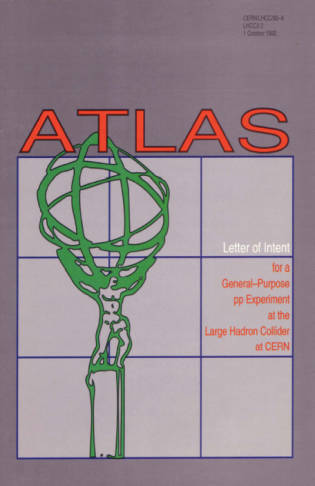 CERN/LHCC/92-4
LHCC/I 2
1 October 1992
ATLAS
Letter of Intent
for a
General–Purpose
pp Experiment
at the
Large Hadron Collider
at CERN